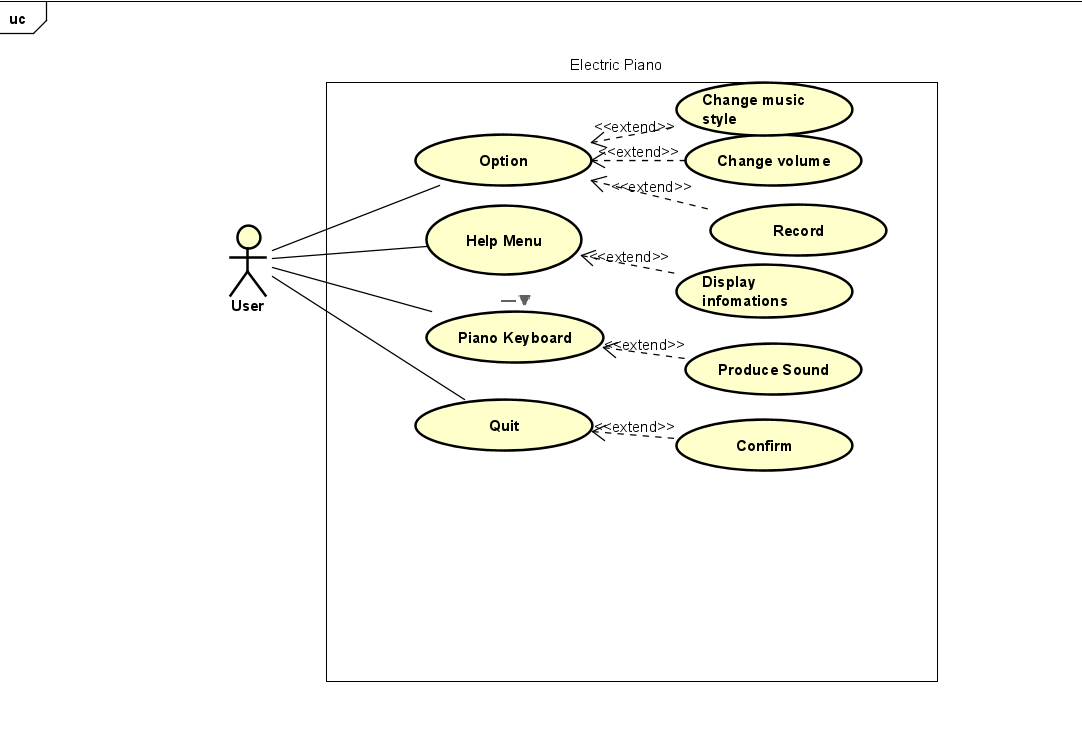 uc
Electric Piano
Change music
style
<<extend>>
Option
<<extend>>
Change volume
<<extend>>
Record
Help Menu
<<extend>>
Display
infomations
User
Piano Keyboard
<<extend>>
Produce Sound
Quit
<<extend>>
Confirm